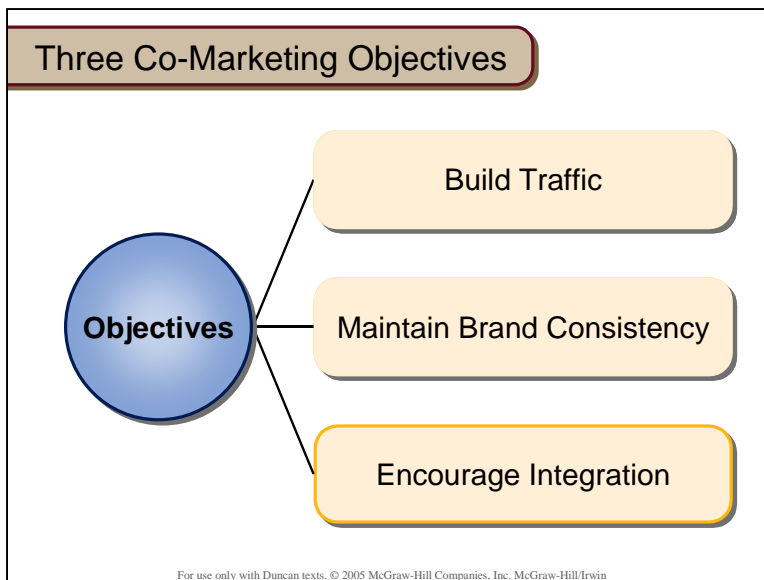 Three Co-Marketing Objectives
Build Traffic
Objectives
Maintain Brand Consistency
Encourage Integration
For use only with Duncan texts. © 2005 McGraw-Hill Companies, Inc. McGraw-Hill/Irwin